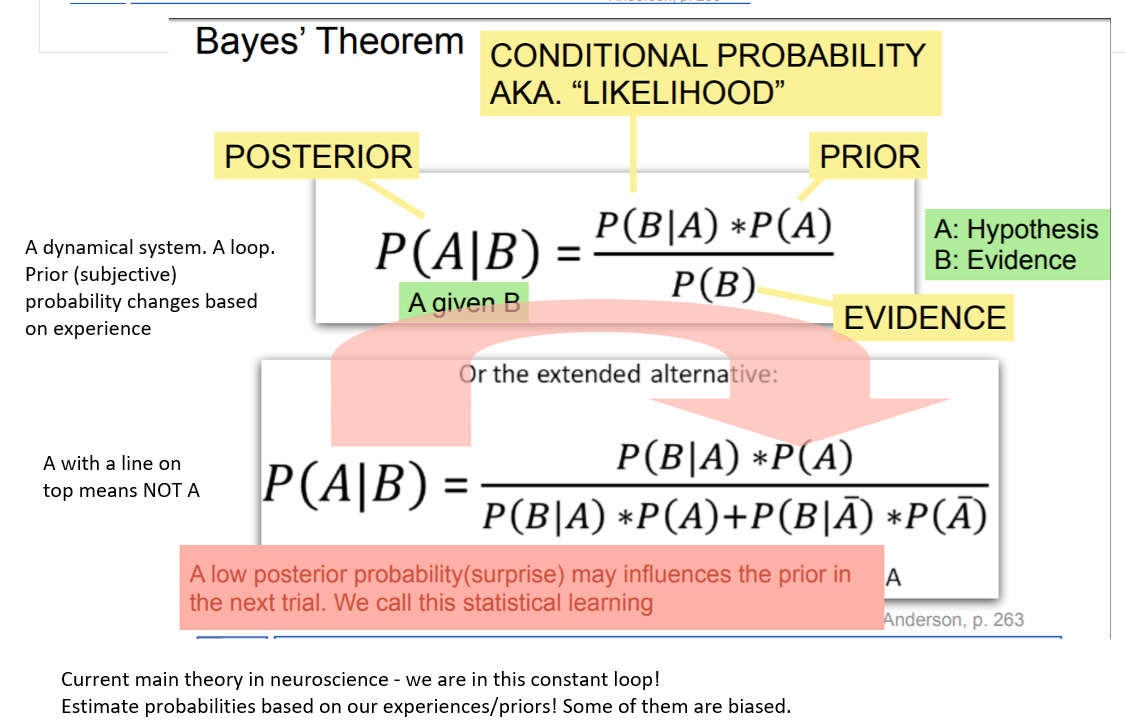 Bayes’ Theorem
CONDITIONAL PROBABILITY
AKA. “LIKELIHOOD”
POSTERIOR
PRIOR
A dynamical system. A loop.
Prior (subjective)
probability changes based
on experience
P(A|B) = P(B|A) *P(A) / P(B)
A: Hypothesis
B: Evidence
A given B
EVIDENCE
Or the extended alternative:
A with a line on
top means NOT A
P(A|B) = P(B|A) *P(A) / P(B|A) *P(A)+P(B|Ā) *P(Ā)
A low posterior probability(surprise) may influences the prior in
the next trial. We call this statistical learning
A
Anderson, p. 263
Current main theory in neuroscience - we are in this constant loop!
Estimate probabilities based on our experiences/priors! Some of them are biased.